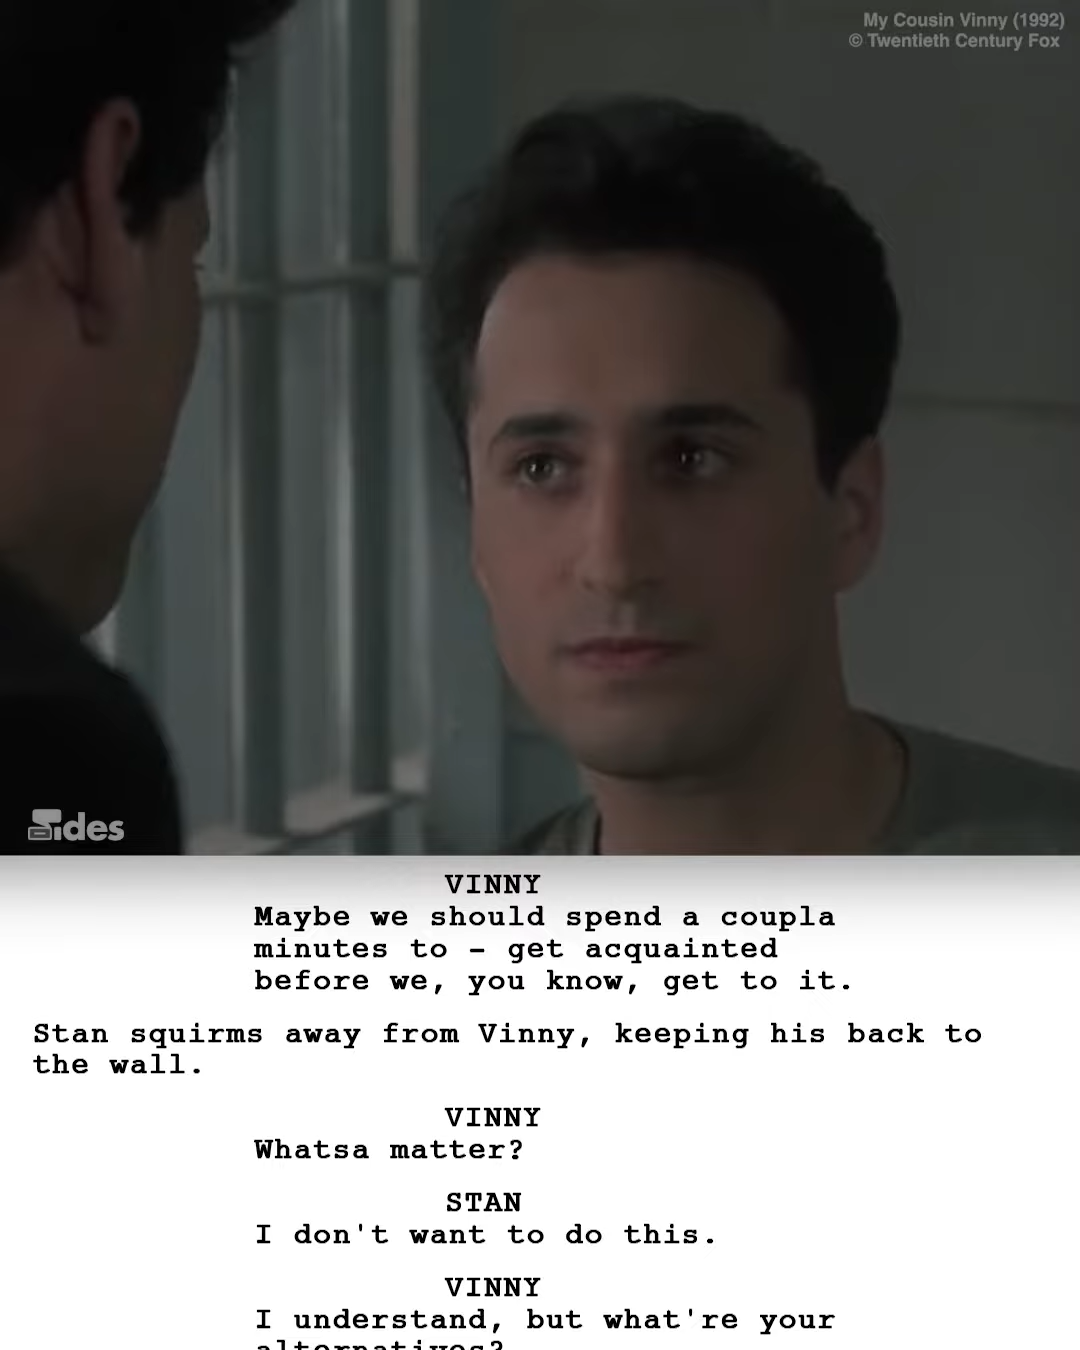 My Cousin Vinny (1992)
© Twentieth Century Fox
Sides
VINNY
Maybe we should spend a coupla
minutes to - get acquainted
before we, you know, get to it.
Stan squirms away from Vinny, keeping his back to
the wall.
VINNY
Whatsa matter?
STAN
I don't want to do this.
VINNY
I understand, but what're your
alternatives?